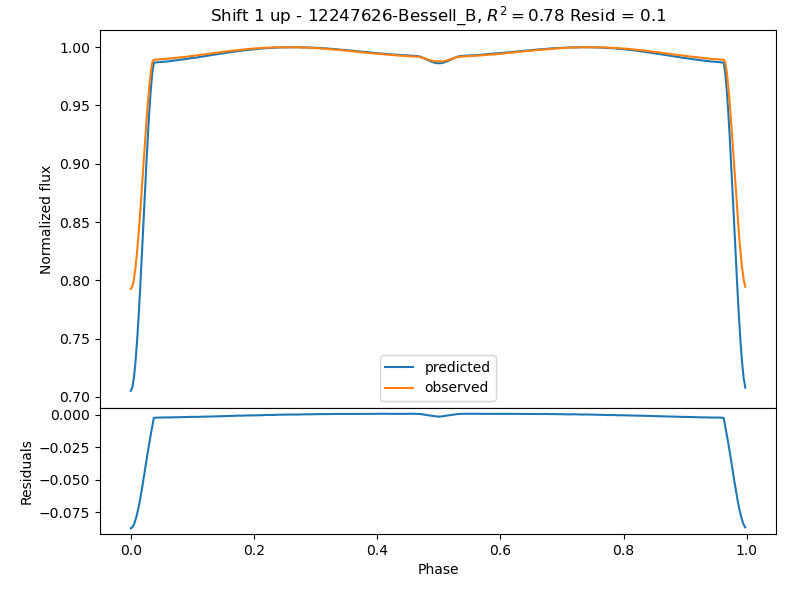 Shift 1 up - 12247626-Bessell_B, R² = 0.78 Resid = 0.1
Normalized flux
1.00
0.95
0.90
0.85
0.80
0.75
0.70
predicted
observed
Residuals
0.000
−0.025
−0.050
−0.075
0.0 0.2 0.4 0.6 0.8 1.0
Phase